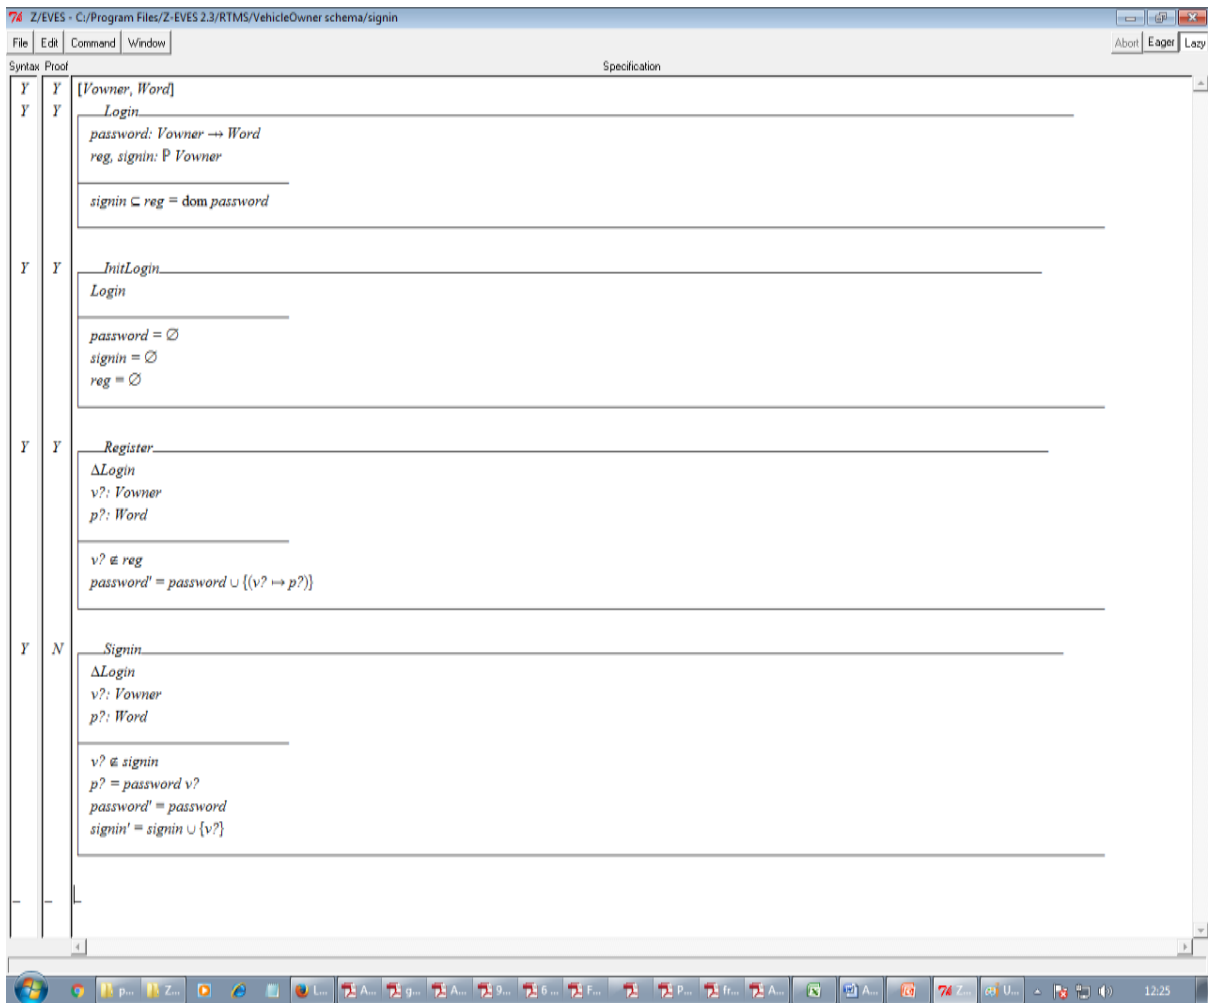 Z/EVES - C:/Program Files/Z-EVES 2.3/RTMS/VehicleOwner schema/signin
File Edit Command Window Abort Eager Lazy
Syntax Proof Specification
Y Y [Vowner, Word]
Y Y Login
password: Vowner ⇸ Word
reg, signin: ℙ Vowner
signin ⊆ reg = dom password
Y Y InitLogin
Login
password = ∅
signin = ∅
reg = ∅
Y Y Register
ΔLogin
v?: Vowner
p?: Word
v? ∉ reg
password' = password ∪ {(v? ↦ p?)}
Y N Signin
ΔLogin
v?: Vowner
p?: Word
v? ∉ signin
p? = password v?
password' = password
signin' = signin ∪ {v?}
p... Z... L... A... g... A... 9... 6... F... P... fr... A... A... Z... U... 12:25